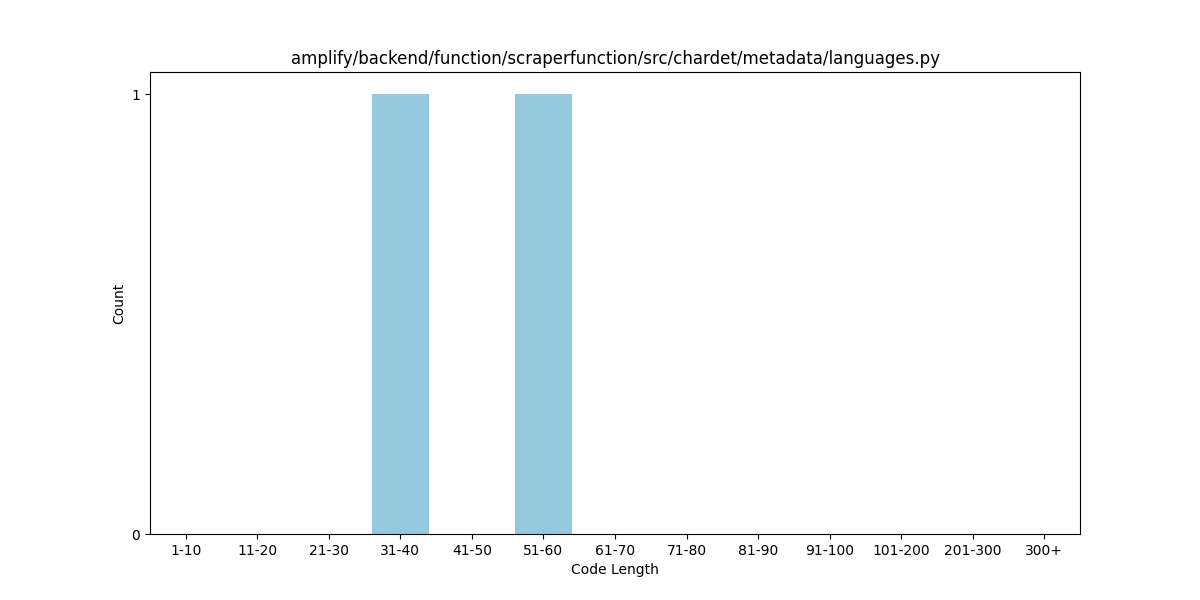 amplify/backend/function/scraperfunction/src/chardet/metadata/languages.py
1
Count
0
1-10 11-20 21-30 31-40 41-50 51-60 61-70 71-80 81-90 91-100 101-200 201-300 300+
Code Length